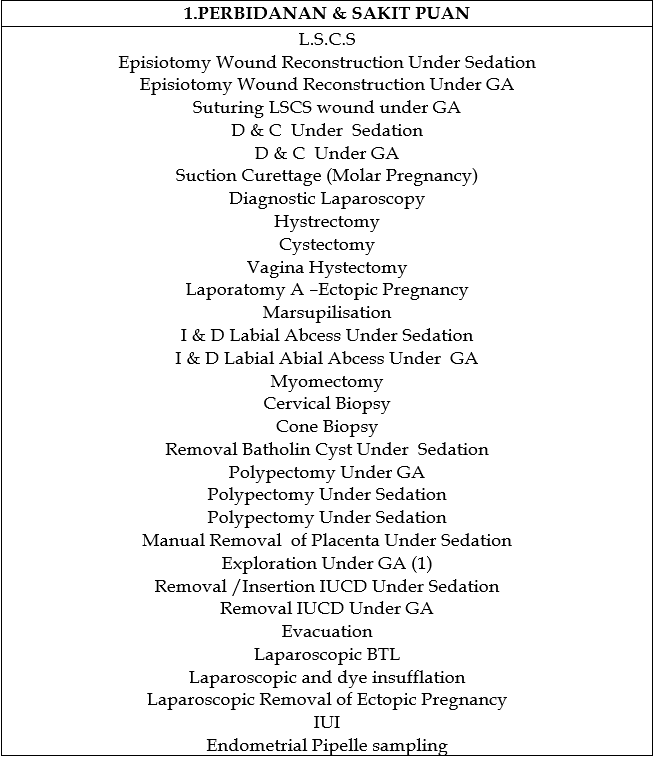 1.PERBIDANAN & SAKIT PUAN
L.S.C.S
Episiotomy Wound Reconstruction Under Sedation
Episiotomy Wound Reconstruction Under GA
Suturing LSCS wound under GA
D & C Under Sedation
D & C Under GA
Suction Curettage (Molar Pregnancy)
Diagnostic Laparoscopy
Hystrectomy
Cystectomy
Vagina Hystectomy
Laporatomy A –Ectopic Pregnancy
Marsupilisation
I & D Labial Abcess Under Sedation
I & D Labial Abial Abcess Under GA
Myomectomy
Cervical Biopsy
Cone Biopsy
Removal Batholin Cyst Under Sedation
Polypectomy Under GA
Polypectomy Under Sedation
Polypectomy Under Sedation
Manual Removal of Placenta Under Sedation
Exploration Under GA (1)
Removal /Insertion IUCD Under Sedation
Removal IUCD Under GA
Evacuation
Laparoscopic BTL
Laparoscopic and dye insufflation
Laparoscopic Removal of Ectopic Pregnancy
IUI
Endometrial Pipelle sampling